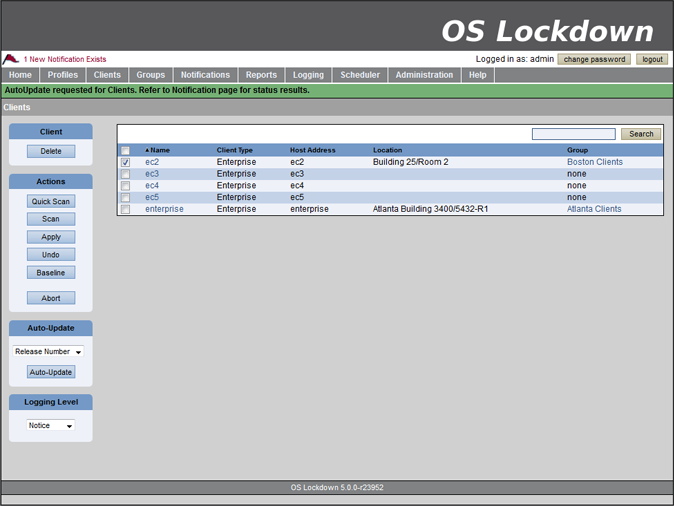 OS Lockdown
1 New Notification Exists
Logged in as: admin change password logout
Home Profiles Clients Groups Notifications Reports Logging Scheduler Administration Help
AutoUpdate requested for Clients. Refer to Notification page for status results.
Clients
Client
Delete
Actions
Quick Scan
Scan
Apply
Undo
Baseline
Abort
Auto-Update
Release Number
Auto-Update
Logging Level
Notice
Search
Name Client Type Host Address Location Group
ec2 Enterprise ec2 Building 25/Room 2 Boston Clients
ec3 Enterprise ec3 none
ec4 Enterprise ec4 none
ec5 Enterprise ec5 none
enterprise Enterprise enterprise Atlanta Building 3400/5432-R1 Atlanta Clients
OS Lockdown 5.0.0-r23952